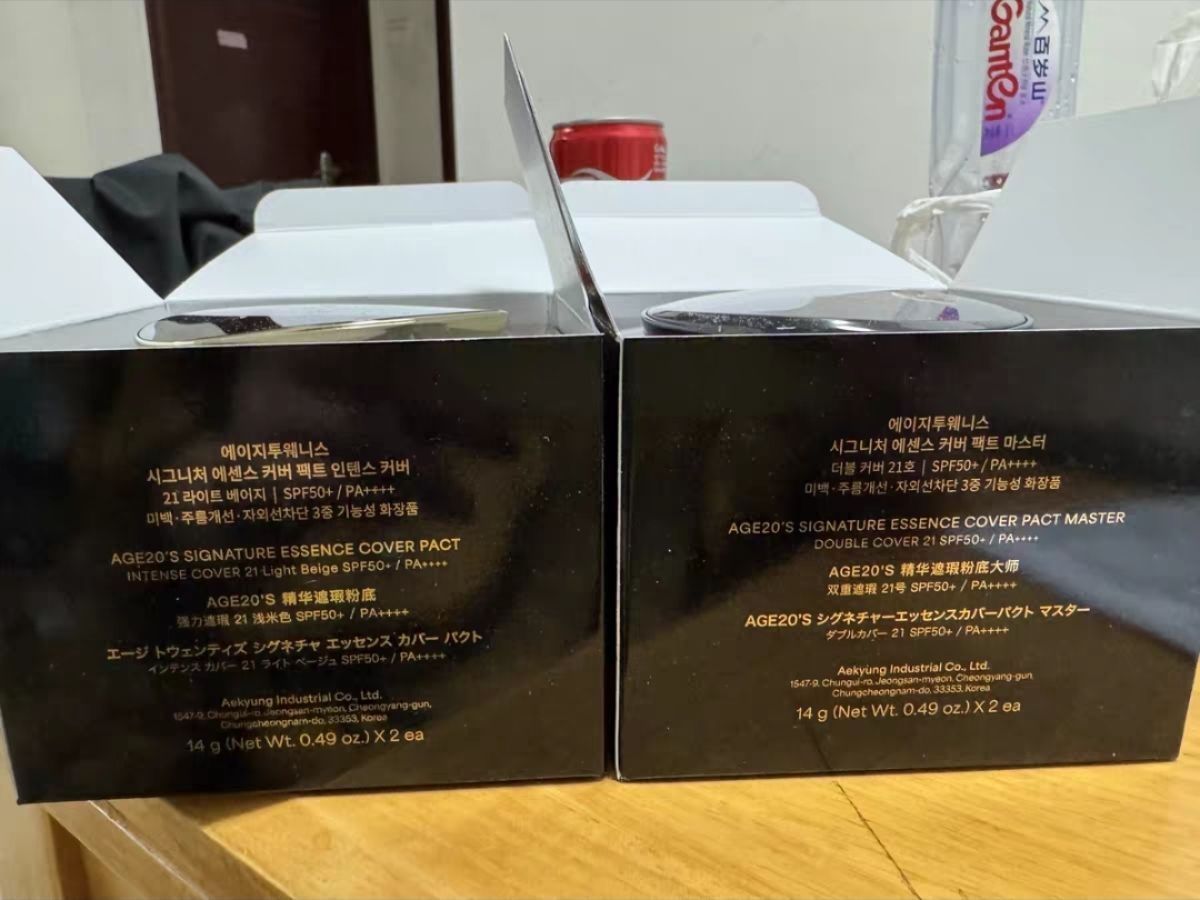 에이지투웨니스
시그니처 에센스 커버 팩트 인텐스 커버
21 라이트 베이지 | SPF50+ / PA++++
미백·주름개선·자외선차단 3중 기능성 화장품
AGE20'S SIGNATURE ESSENCE COVER PACT
INTENSE COVER 21 Light Beige SPF50+ / PA++++
AGE20'S 精华遮瑕粉底
强力遮瑕 21 浅米色 SPF50+ / PA++++
エージ トウェンティズ シグネチャ エッセンス カバー パクト
インテンス カバー 21 ライト ベージュ SPF50+ / PA++++
Aekyung Industrial Co., Ltd.
1547-9, Chungui-ro, Jeongsan-myeon, Cheongyang-gun,
Chungcheongnam-do, 33353, Korea
14 g (Net Wt. 0.49 oz.) X 2 ea
에이지투웨니스
시그니처 에센스 커버 팩트 마스터
더블 커버 21호 | SPF50+ / PA++++
미백·주름개선·자외선차단 3중 기능성 화장품
AGE20'S SIGNATURE ESSENCE COVER PACT MASTER
DOUBLE COVER 21 SPF50+ / PA++++
AGE20'S 精华遮瑕粉底大师
双重遮瑕 21号 SPF50+ / PA++++
AGE20'S シグネチャーエッセンスカバーパクト マスター
ダブルカバー 21 SPF50+ / PA++++
Aekyung Industrial Co., Ltd.
1547-9, Chungui-ro, Jeongsan-myeon, Cheongyang-gun,
Chungcheongnam-do, 33353, Korea
14 g (Net Wt. 0.49 oz.) X 2 ea
百岁山
Ganten